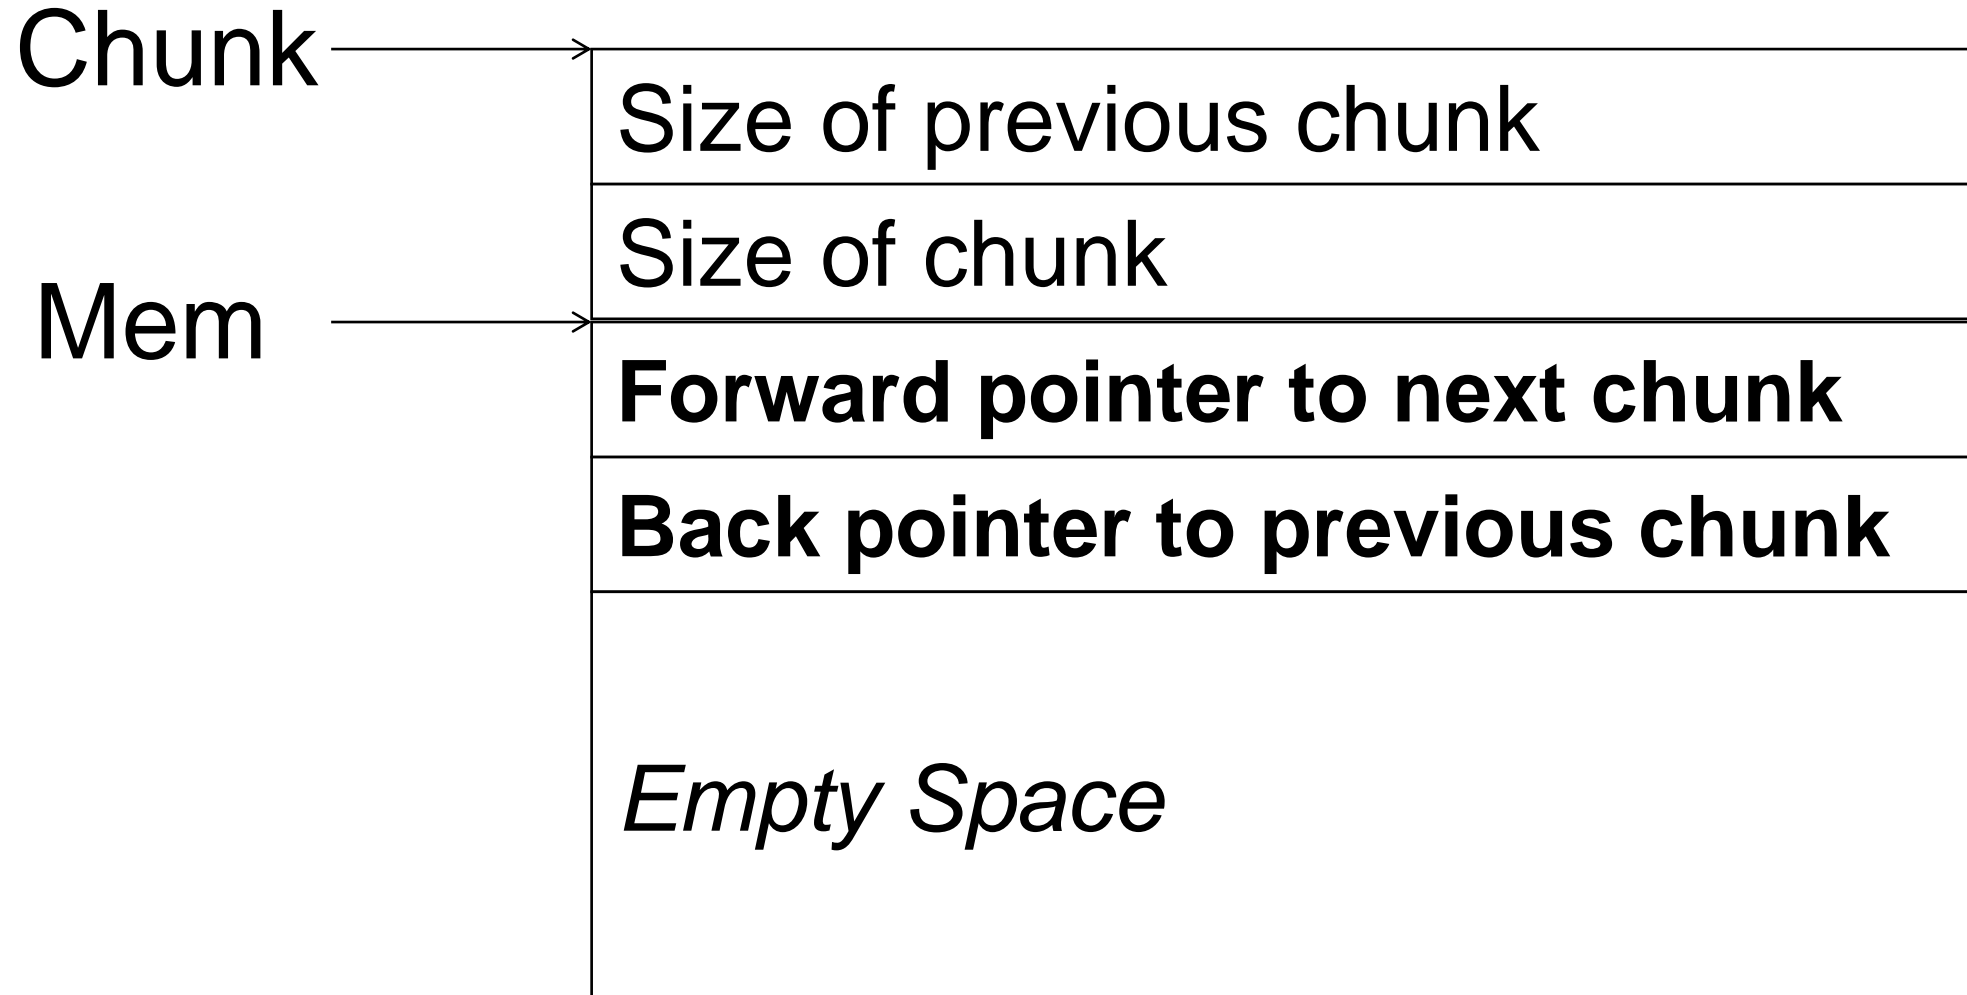 Chunk
Size of previous chunk
Size of chunk
Mem
Forward pointer to next chunk
Back pointer to previous chunk
Empty Space